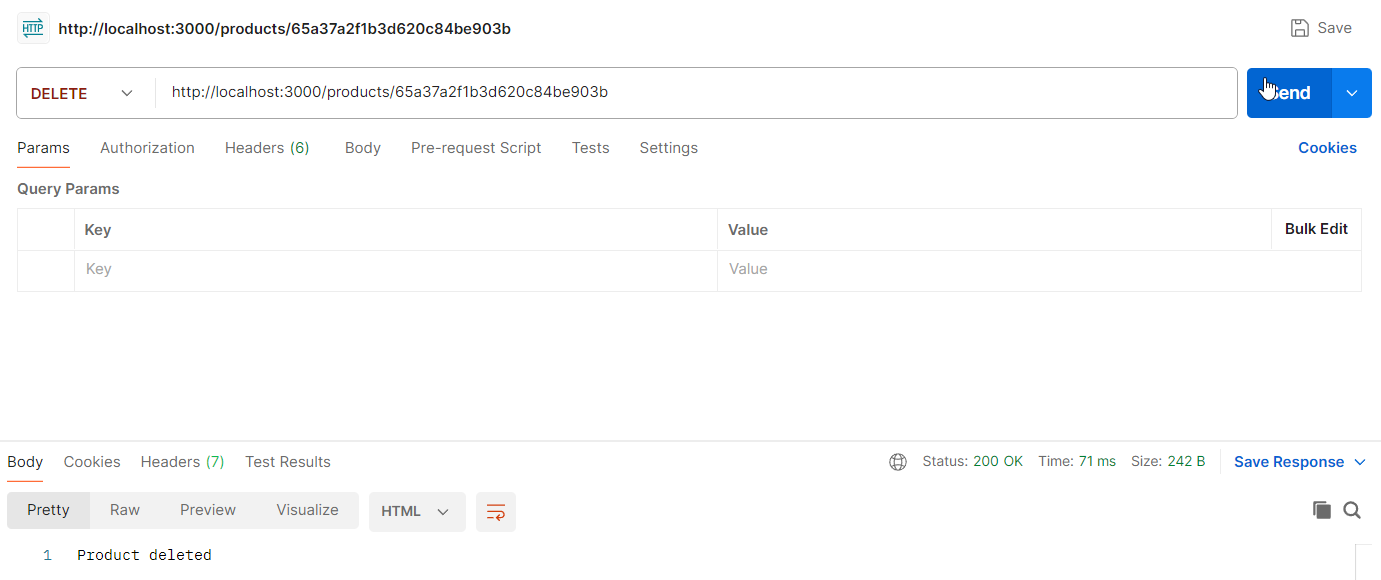 HTTP http://localhost:3000/products/65a37a2f1b3d620c84be903b Save
DELETE http://localhost:3000/products/65a37a2f1b3d620c84be903b
Params Authorization Headers (6) Body Pre-request Script Tests Settings Cookies
Query Params
Key Value Bulk Edit
Key Value
Body Cookies Headers (7) Test Results Status: 200 OK Time: 71 ms Size: 242 B Save Response
Pretty Raw Preview Visualize HTML
1 Product deleted